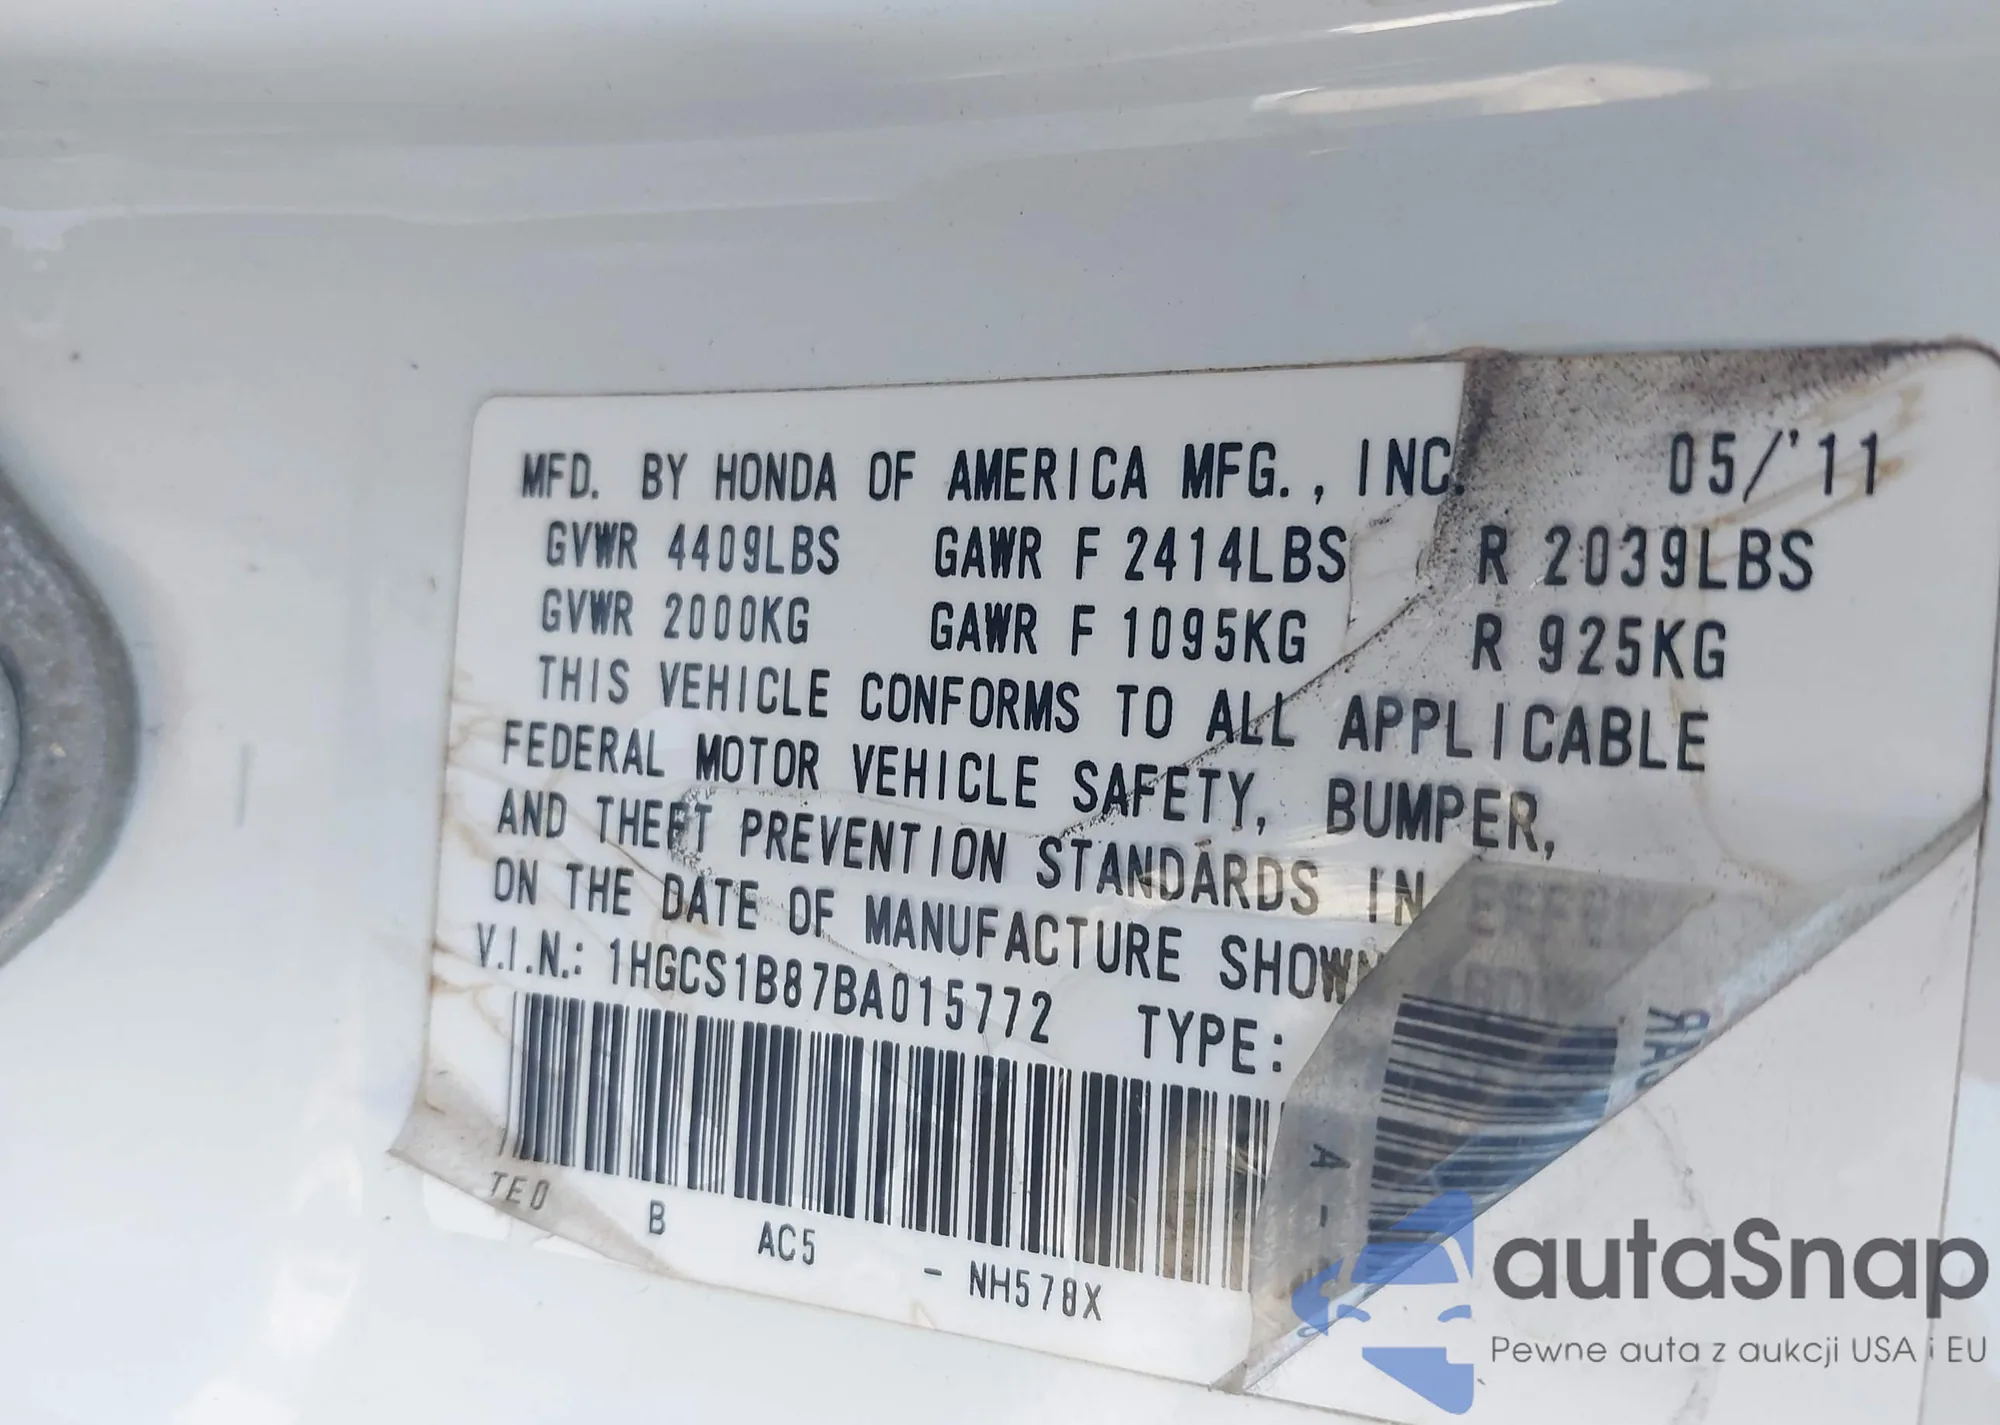 MFD. BY HONDA OF AMERICA MFG., INC. 05/'11
GVWR 4409LBS GAWR F 2414LBS R 2039LBS
GVWR 2000KG GAWR F 1095KG R 925KG
THIS VEHICLE CONFORMS TO ALL APPLICABLE
FEDERAL MOTOR VEHICLE SAFETY, BUMPER,
AND THEFT PREVENTION STANDARDS IN
ON THE DATE OF MANUFACTURE SHOWN
V.I.N.: 1HGCS1B87BA015772 TYPE:
TE0 B AC5 - NH578X
autaSnap
Pewne auta z aukcji USA i EU